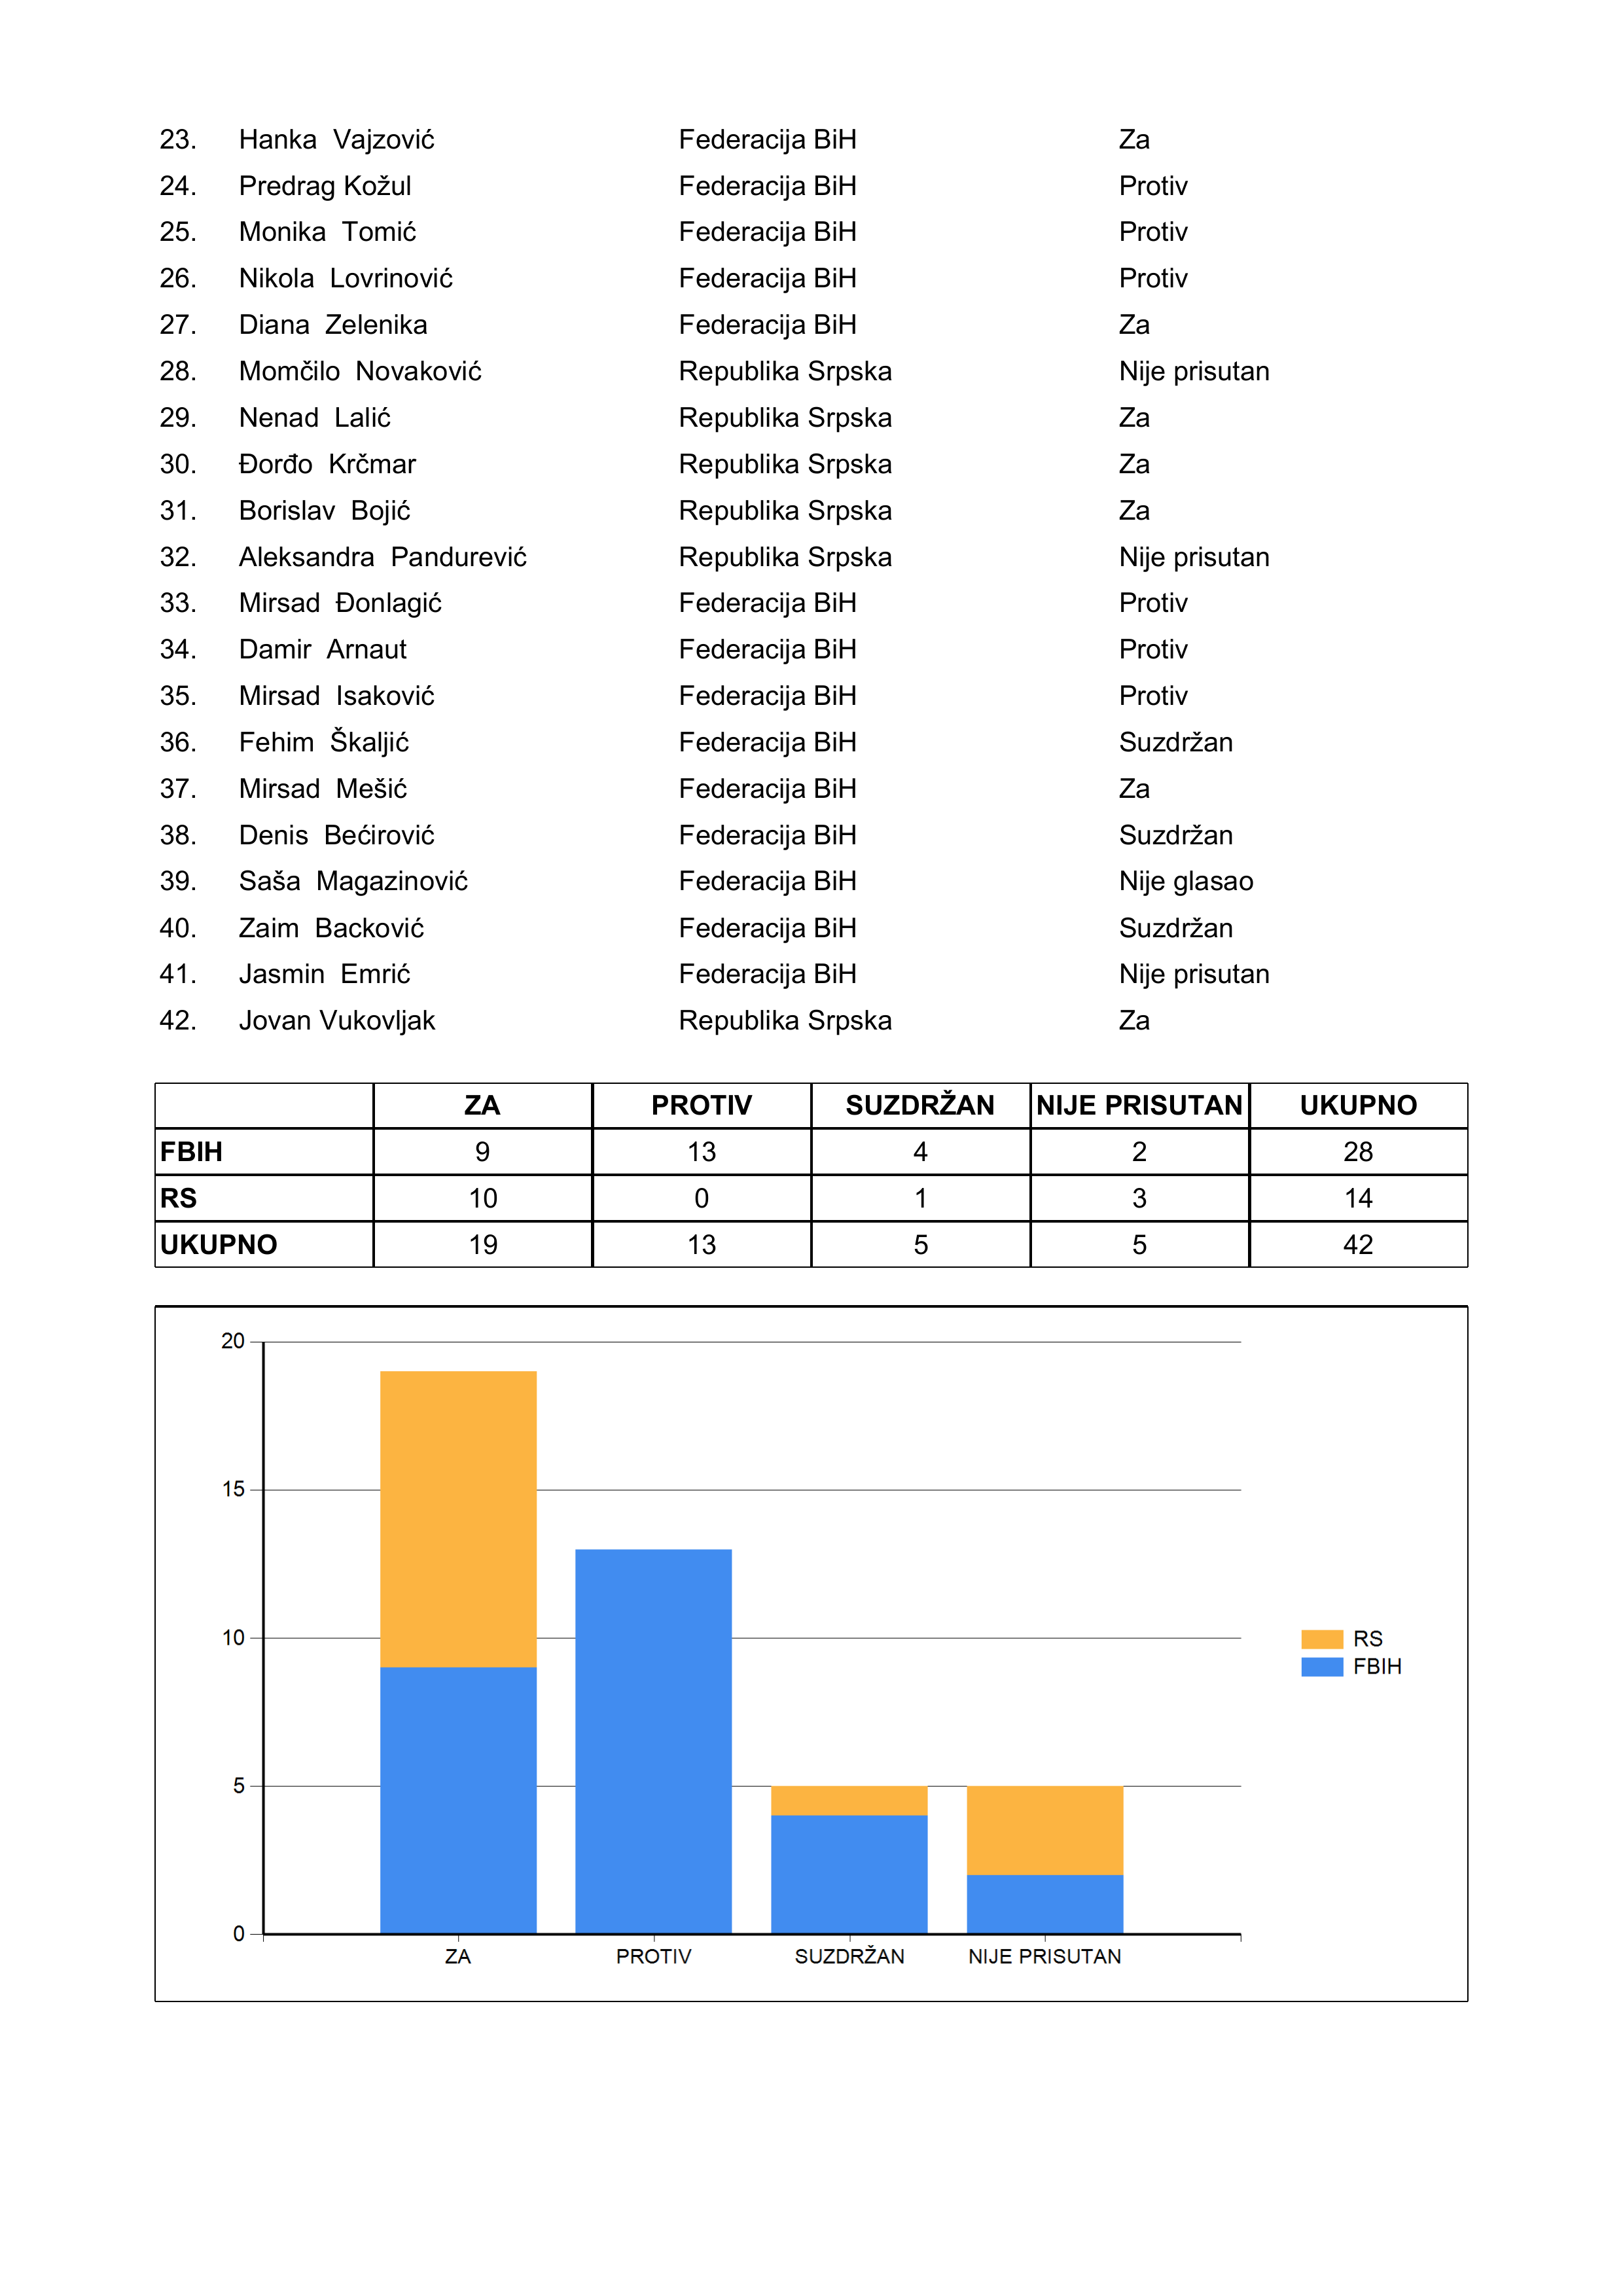 23. Hanka Vajzović Federacija BiH Za
24. Predrag Kožul Federacija BiH Protiv
25. Monika Tomić Federacija BiH Protiv
26. Nikola Lovrinović Federacija BiH Protiv
27. Diana Zelenika Federacija BiH Za
28. Momčilo Novaković Republika Srpska Nije prisutan
29. Nenad Lalić Republika Srpska Za
30. Đorđo Krčmar Republika Srpska Za
31. Borislav Bojić Republika Srpska Za
32. Aleksandra Pandurević Republika Srpska Nije prisutan
33. Mirsad Đonlagić Federacija BiH Protiv
34. Damir Arnaut Federacija BiH Protiv
35. Mirsad Isaković Federacija BiH Protiv
36. Fehim Škaljić Federacija BiH Suzdržan
37. Mirsad Mešić Federacija BiH Za
38. Denis Bećirović Federacija BiH Suzdržan
39. Saša Magazinović Federacija BiH Nije glasao
40. Zaim Backović Federacija BiH Suzdržan
41. Jasmin Emrić Federacija BiH Nije prisutan
42. Jovan Vukovljak Republika Srpska Za
ZA PROTIV SUZDRŽAN NIJE PRISUTAN UKUPNO
FBIH 9 13 4 2 28
RS 10 0 1 3 14
UKUPNO 19 13 5 5 42
20
15
10
5
0
ZA PROTIV SUZDRŽAN NIJE PRISUTAN
RS
FBIH